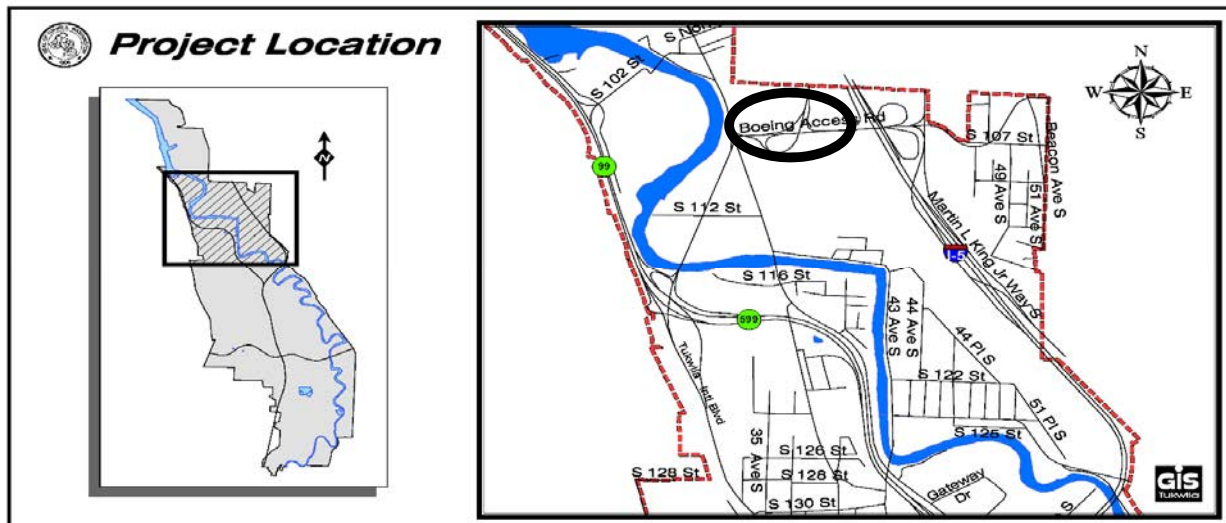 Project Location
N
S Nor
S 102 St
N
W E
S
Boeing Access Rd
S 107 St
Beacon Ave S
49 Ave S
51 Ave S
99
S 112 St
Martin L King Jr Way S
I-5
S 116 St
43 Ave S
44 Ave S
599
44 Pl S
Tukwila Intl Blvd
S 122 St
51 Pl S
S 125 St
35 Ave S
S 126 St
S 128 St
S 128 St
Gateway Dr
S 130 St
S
GIS
Tukwila